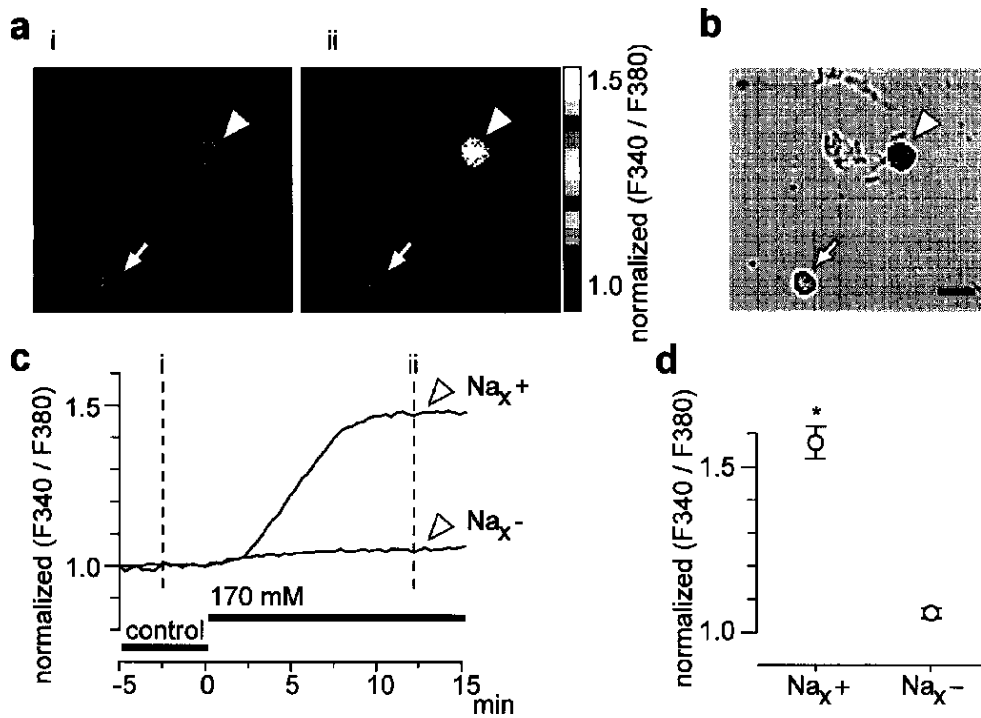 a
i
ii
1.5
1.0
normalized (F340 / F380)
b
c
i
ii
normalized (F340 / F380)
1.5
1.0
Nax+
Nax−
170 mM
control
-5
0
5
10
15
min
d
normalized (F340 / F380)
1.5
1.0
*
Nax+
Nax−